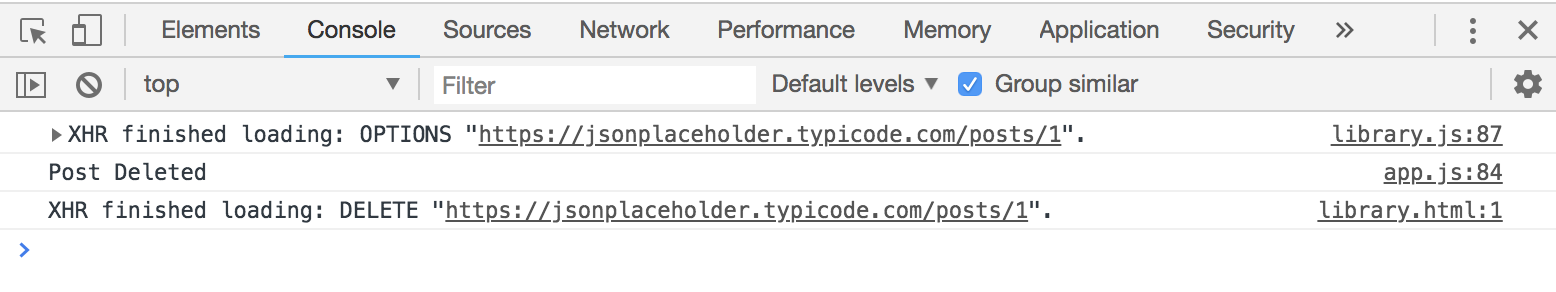 Elements Console Sources Network Performance Memory Application Security »
top Filter Default levels Group similar
XHR finished loading: OPTIONS "https://jsonplaceholder.typicode.com/posts/1". library.js:87
Post Deleted app.js:84
XHR finished loading: DELETE "https://jsonplaceholder.typicode.com/posts/1". library.html:1